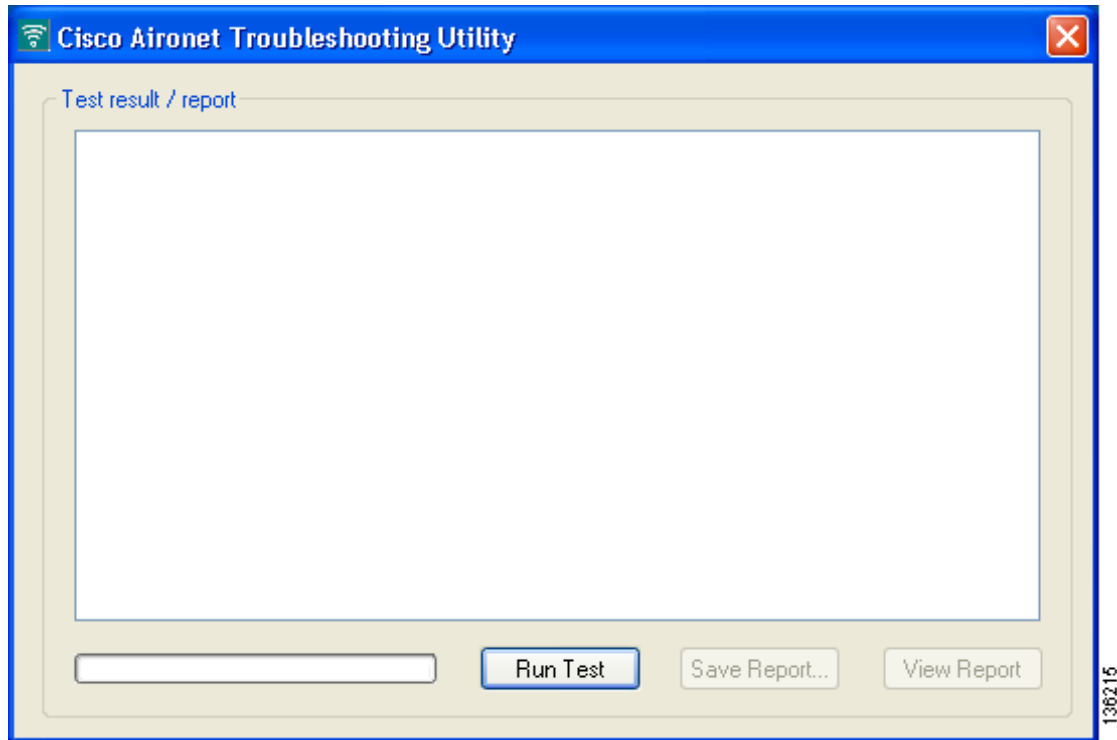 Cisco Aironet Troubleshooting Utility
Test result / report
Run Test
Save Report...
View Report
136215